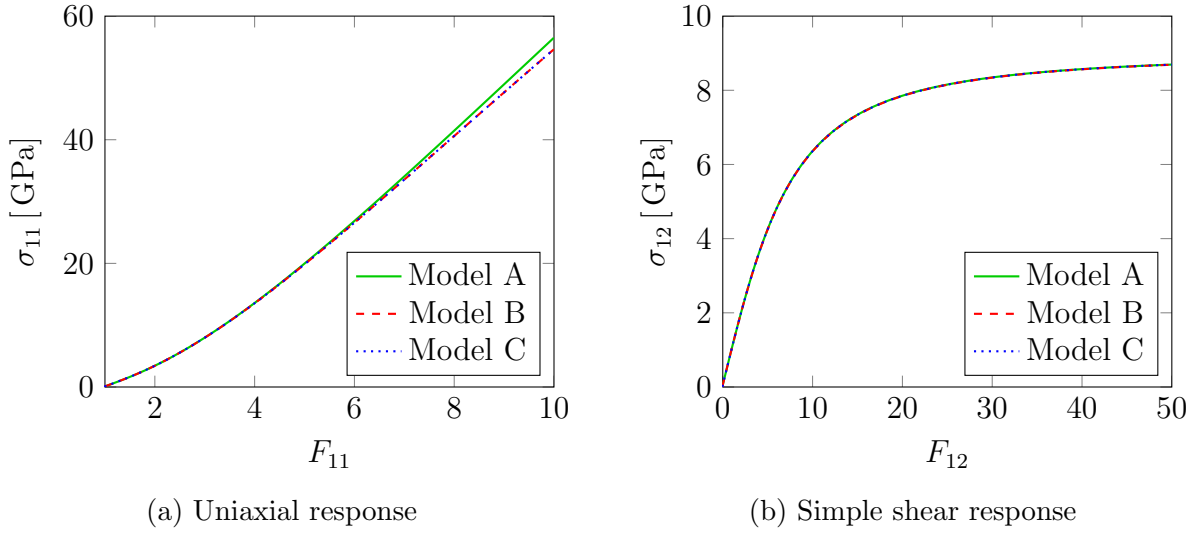 60
40
20
0
2
4
6
8
10
σ11 [GPa]
F11
Model A
Model B
Model C
(a) Uniaxial response
10
8
6
4
2
0
0
10
20
30
40
50
σ12 [GPa]
F12
Model A
Model B
Model C
(b) Simple shear response